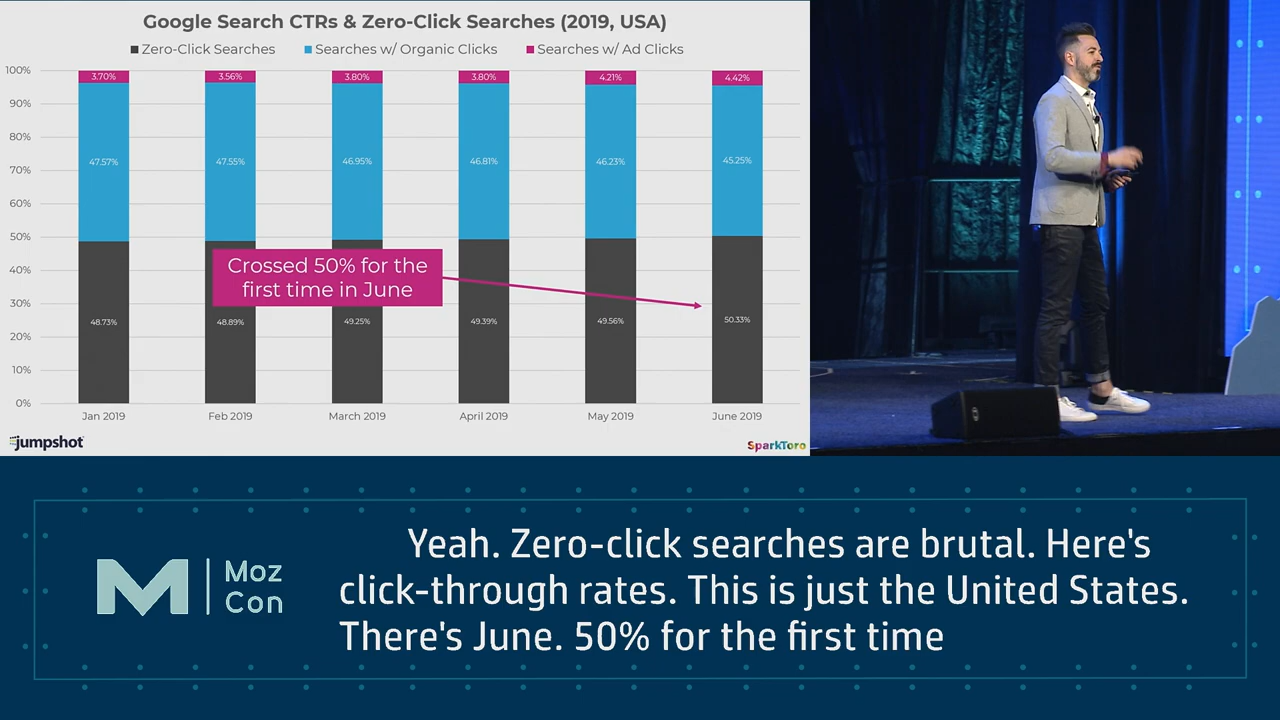 Google Search CTRs & Zero-Click Searches (2019, USA)
Zero-Click Searches Searches w/ Organic Clicks Searches w/ Ad Clicks
100%
90%
80%
70%
60%
50%
40%
30%
20%
10%
0%
3.70% 3.56% 3.80% 3.80% 4.21% 4.42%
47.57% 47.55% 46.95% 46.81% 46.23% 45.25%
Crossed 50% for the
first time in June
48.73% 48.89% 49.25% 49.39% 49.56% 50.33%
Jan 2019 Feb 2019 March 2019 April 2019 May 2019 June 2019
jumpshot
SparkToro
M Moz
Con
Yeah. Zero-click searches are brutal. Here's
click-through rates. This is just the United States.
There's June. 50% for the first time